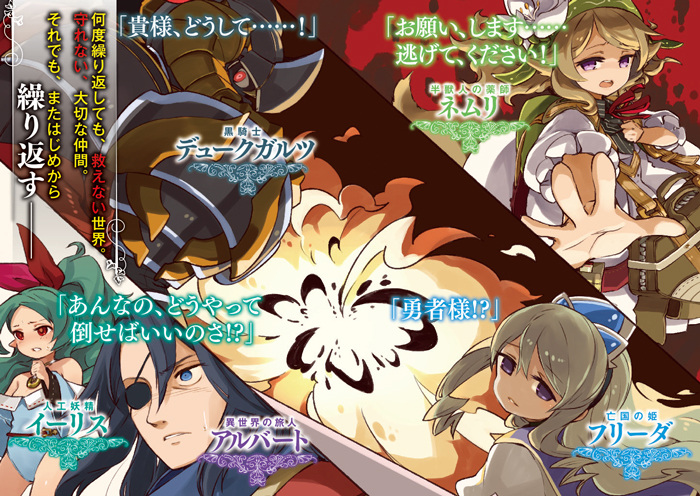 何度繰り返しても、救えない世界。
守れない、大切な仲間。
それでも、またはじめから
繰り返す――
「貴様、どうして……！」
黒騎士
デュークガルツ
「お願い、します……
逃げて、ください！」
半獣人の薬師
ネムリ
「あんなの、どうやって
倒せばいいのさ!?」
人工妖精
イーリス
異世界の旅人
アルバート
「勇者様!?」
亡国の姫
フリーダ